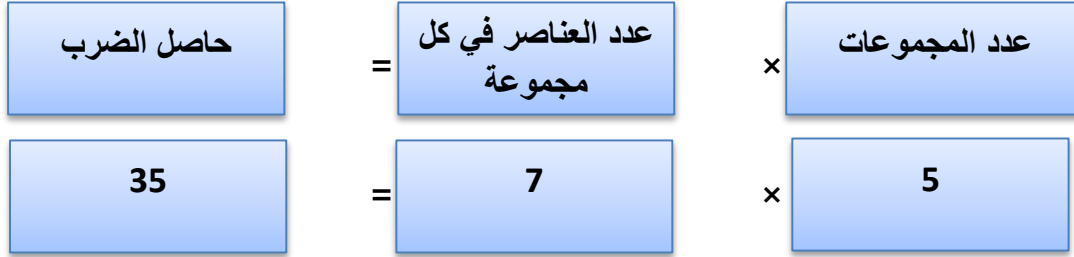 عدد المجموعات × عدد العناصر في كل مجموعة = حاصل الضرب
5 × 7 = 35